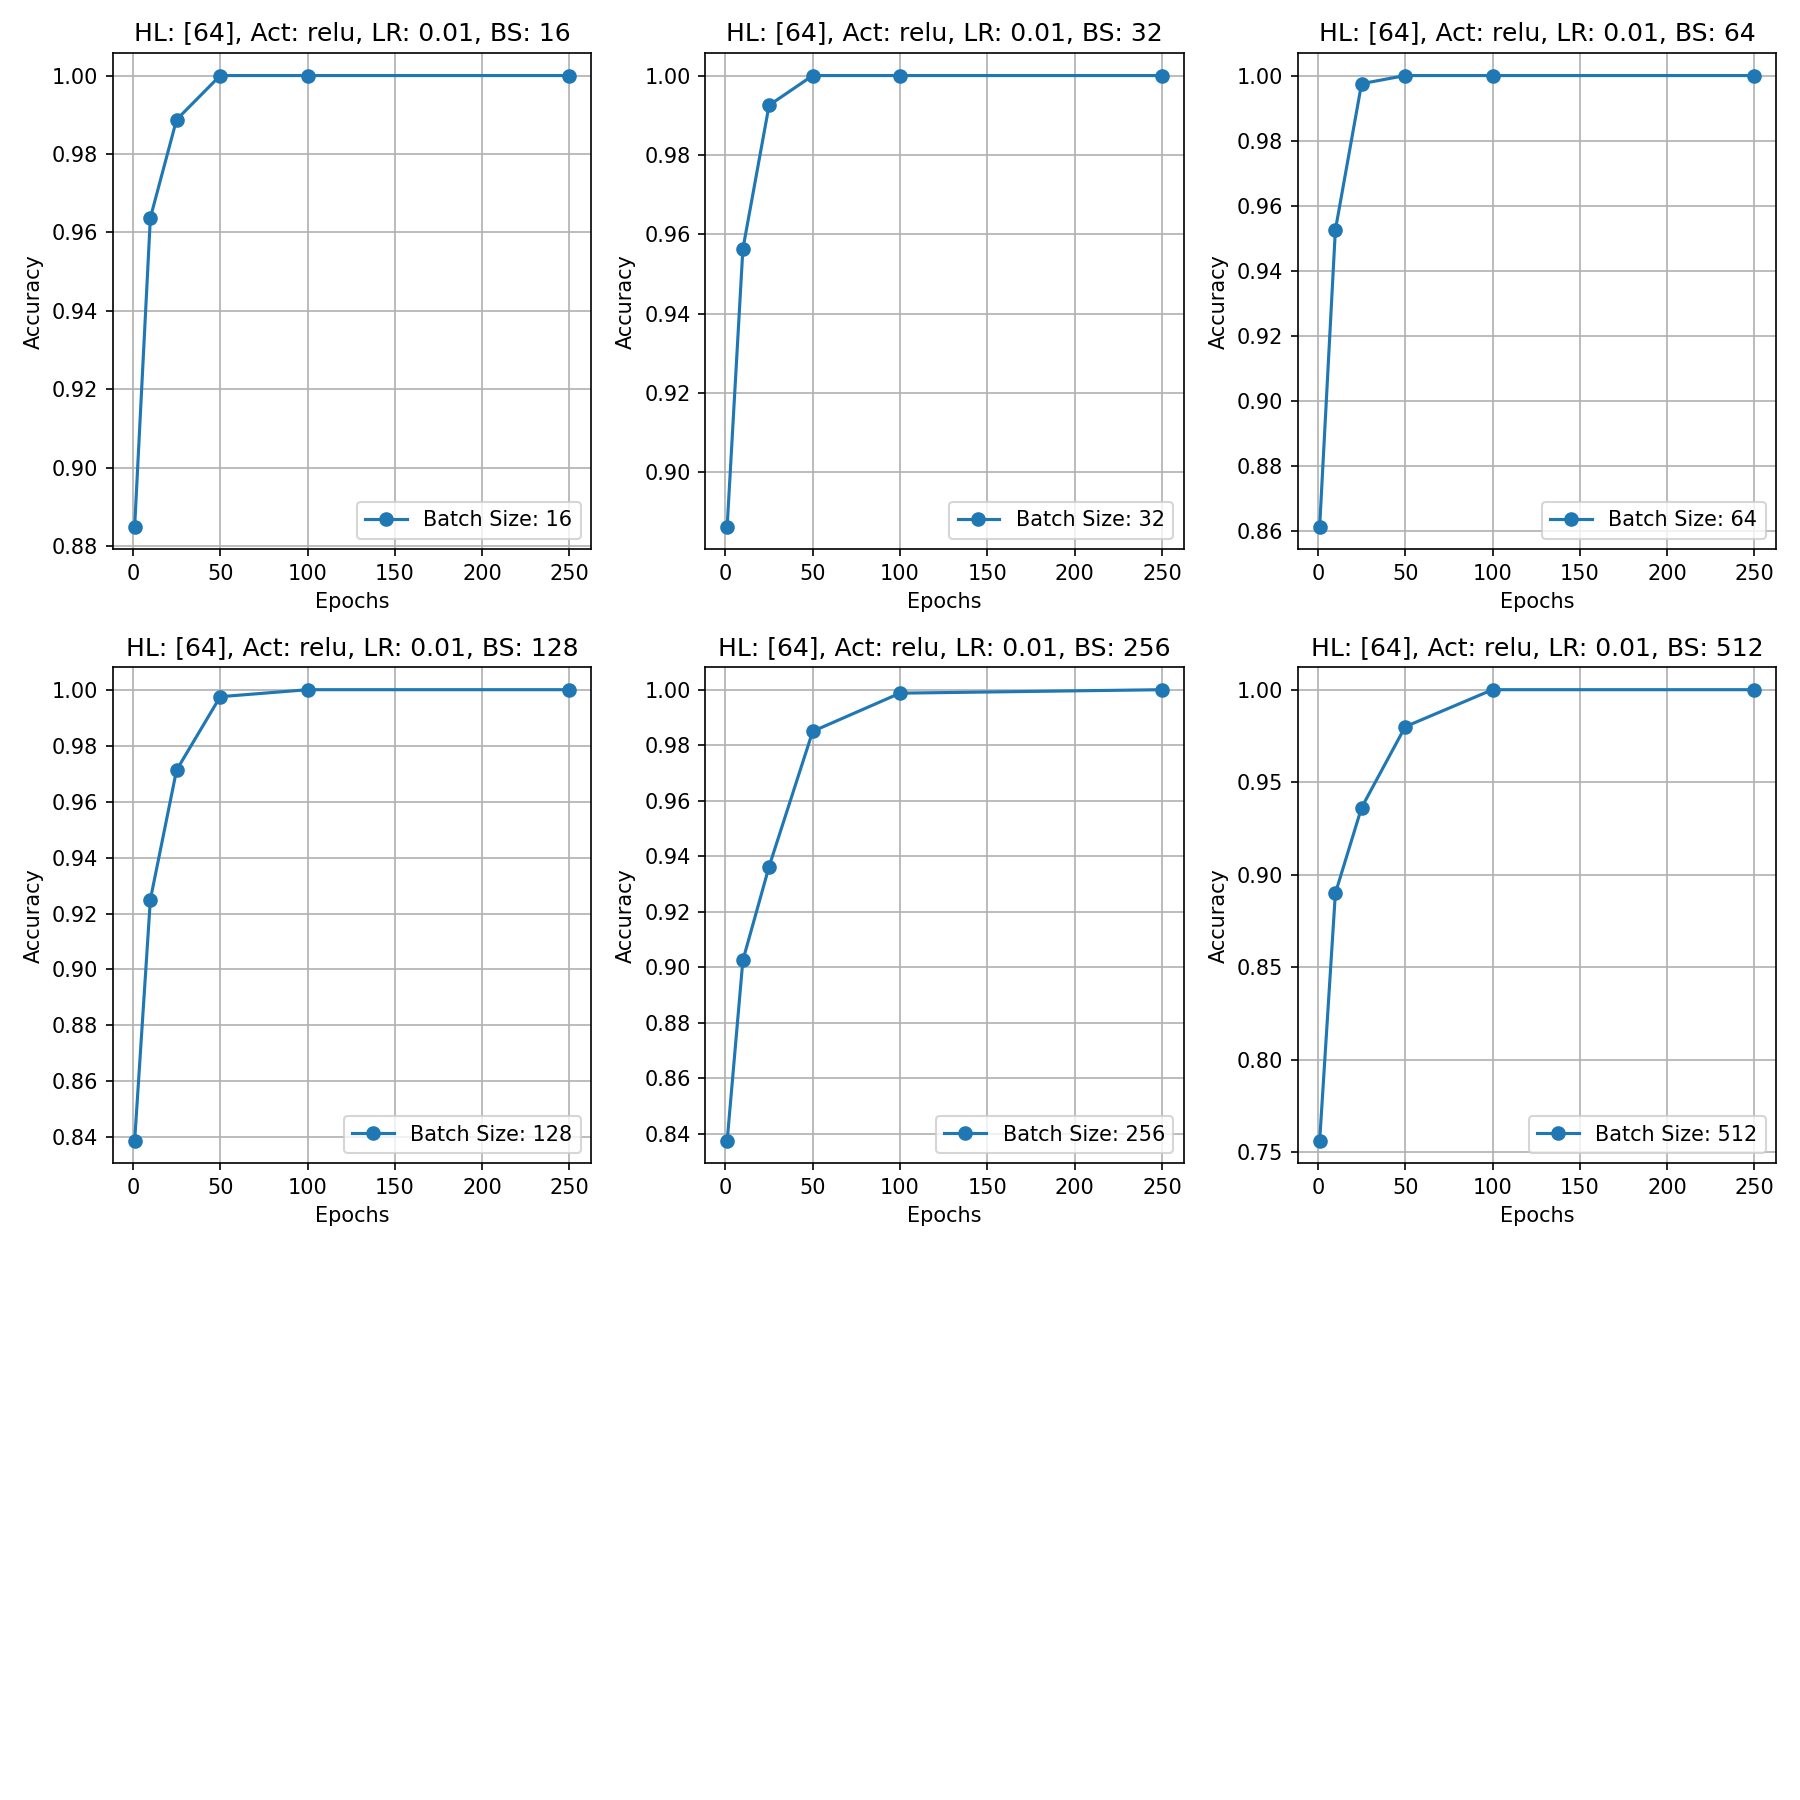 HL: [64], Act: relu, LR: 0.01, BS: 16
1.00
0.98
0.96
0.94
0.92
0.90
0.88
Accuracy
Batch Size: 16
0 50 100 150 200 250
Epochs
HL: [64], Act: relu, LR: 0.01, BS: 32
1.00
0.98
0.96
0.94
0.92
0.90
Accuracy
Batch Size: 32
0 50 100 150 200 250
Epochs
HL: [64], Act: relu, LR: 0.01, BS: 64
1.00
0.98
0.96
0.94
0.92
0.90
0.88
0.86
Accuracy
Batch Size: 64
0 50 100 150 200 250
Epochs
HL: [64], Act: relu, LR: 0.01, BS: 128
1.00
0.98
0.96
0.94
0.92
0.90
0.88
0.86
0.84
Accuracy
Batch Size: 128
0 50 100 150 200 250
Epochs
HL: [64], Act: relu, LR: 0.01, BS: 256
1.00
0.98
0.96
0.94
0.92
0.90
0.88
0.86
0.84
Accuracy
Batch Size: 256
0 50 100 150 200 250
Epochs
HL: [64], Act: relu, LR: 0.01, BS: 512
1.00
0.95
0.90
0.85
0.80
0.75
Accuracy
Batch Size: 512
0 50 100 150 200 250
Epochs